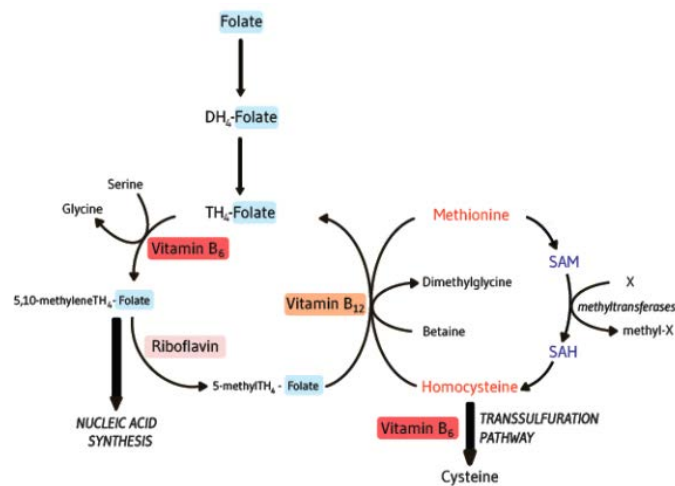 Folate
DH4-Folate
TH4-Folate
Serine
Glycine
Vitamin B6
5,10-methyleneTH4- Folate
Riboflavin
5-methylTH4 - Folate
NUCLEIC ACID
SYNTHESIS
Vitamin B12
Methionine
Dimethylglycine
Betaine
Homocysteine
SAM
X
methyltransferases
methyl-X
SAH
Vitamin B6
TRANSSULFURATION
PATHWAY
Cysteine